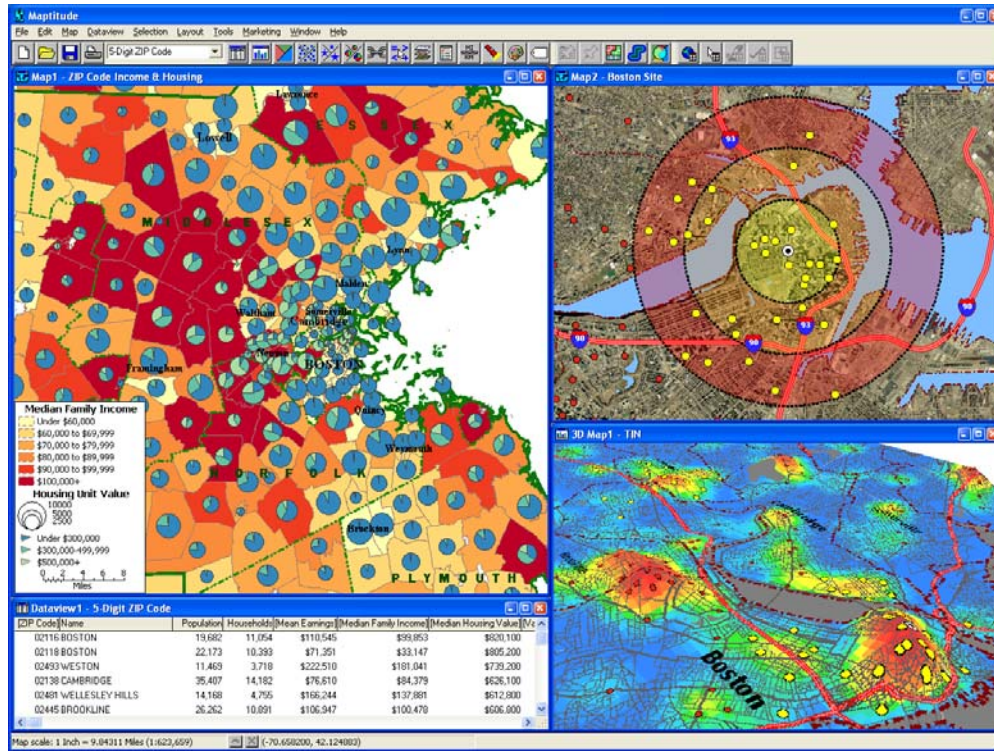 Maptitude
File Edit Map Dataview Selection Layout Tools Marketing Window Help
5-Digit ZIP Code
Map1 - ZIP Code Income & Housing
Lawrence
ESSEX
Lowell
MIDDLESEX
Lynn
Malden
Waltham Somerville
Cambridge
Newton
BOSTON
Framingham
Quincy
Weymouth
NORFOLK
Brockton
PLYMOUTH
Median Family Income
Under $60,000
$60,000 to $69,999
$70,000 to $79,999
$80,000 to $89,999
$90,000 to $99,999
$100,000+
Housing Unit Value
10000
5000
2500
Under $300,000
$300,000-499,999
$500,000+
0 2 4 6 8
Miles
Map2 - Boston Site
93
90
93
90
90
3D Map1 - TIN
Boston
Dataview1 - 5-Digit ZIP Code
[ZIP Code] Name Population Households [Mean Earnings] [Median Family Income] [Median Housing Value] [Va
02116 BOSTON 19,682 11,054 $110,545 $99,853 $820,100
02118 BOSTON 22,173 10,393 $71,351 $33,147 $805,200
02493 WESTON 11,469 3,718 $222,510 $181,041 $739,200
02138 CAMBRIDGE 35,407 14,182 $76,610 $84,379 $626,100
02481 WELLESLEY HILLS 14,168 4,755 $166,244 $137,881 $612,800
02445 BROOKLINE 26,262 10,891 $106,947 $100,478 $606,800
Map scale: 1 Inch = 9.84311 Miles (1:623,659) (-70.658200, 42.124083)